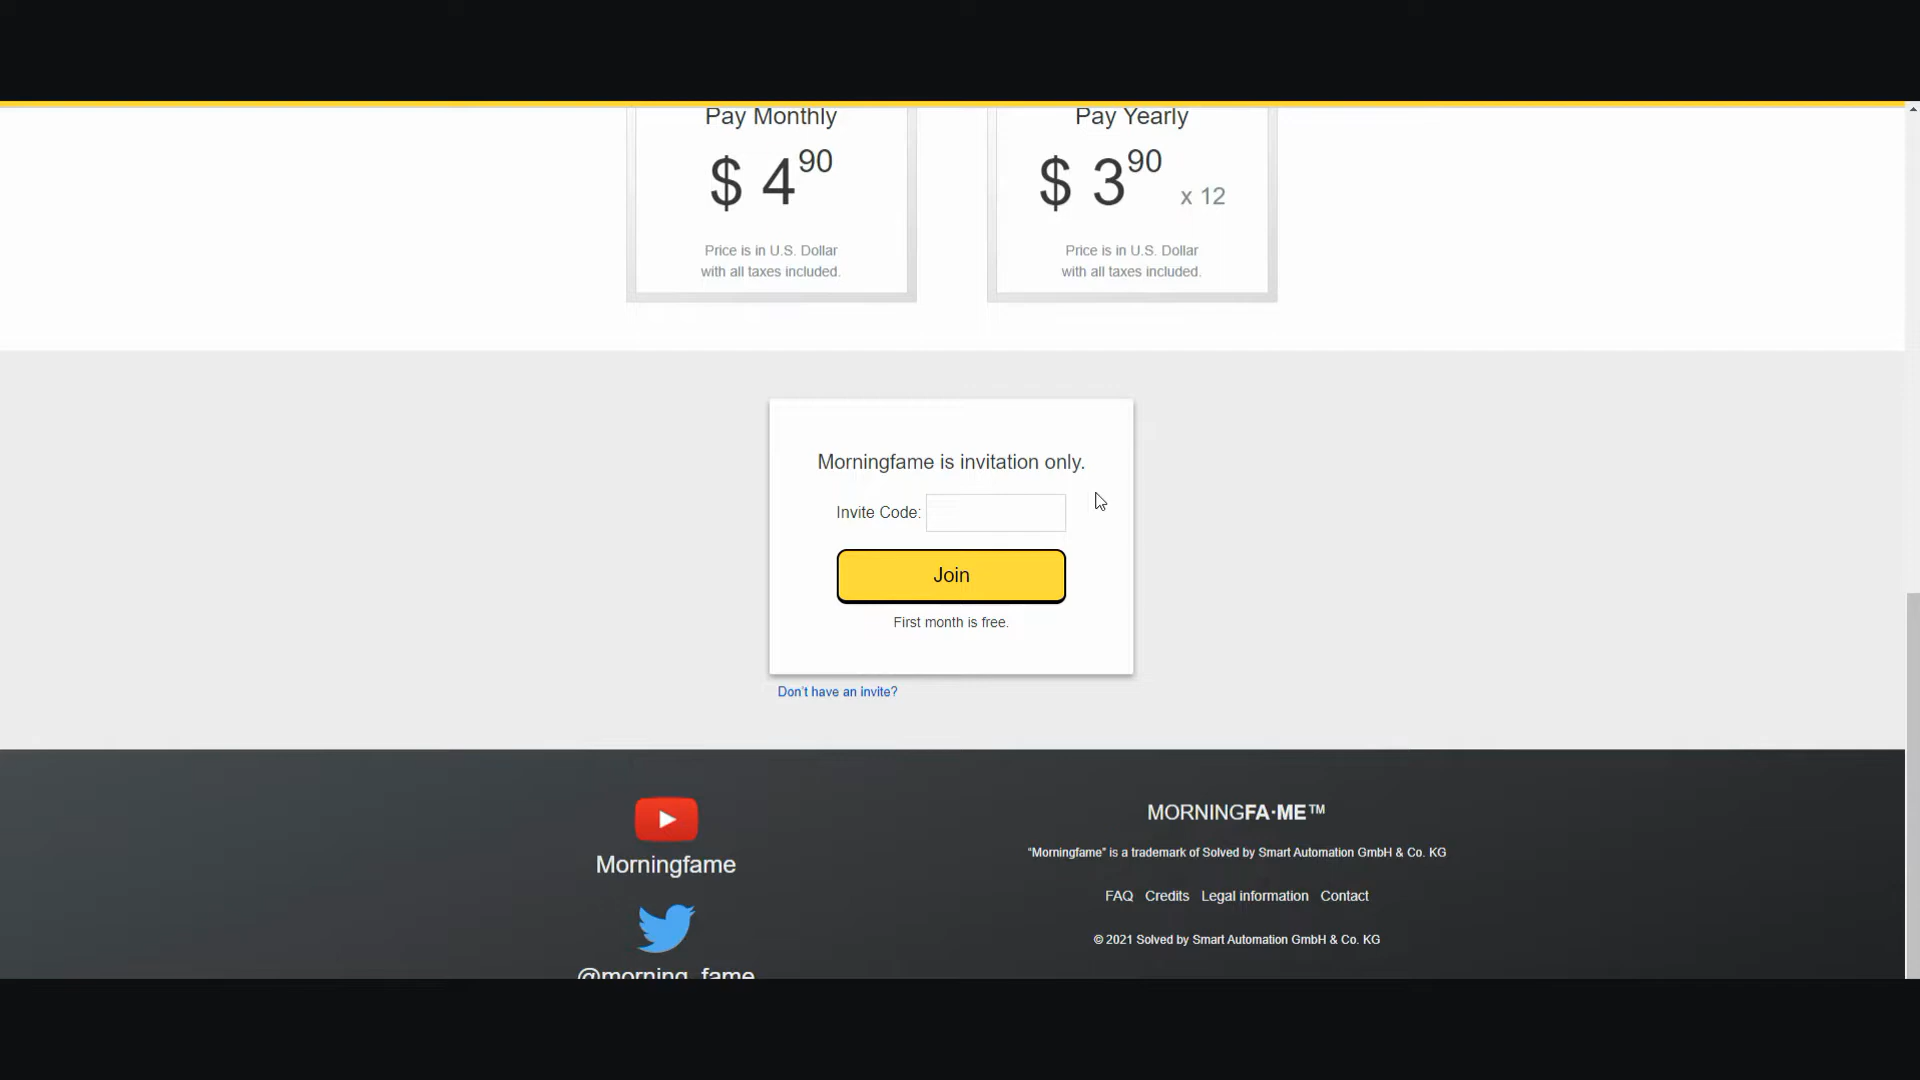 Pay Monthly
$ 4 90
Price is in U.S. Dollar
with all taxes included.
Pay Yearly
$ 3 90 x 12
Price is in U.S. Dollar
with all taxes included.
Morningfame is invitation only.
Invite Code:
Join
First month is free.
Don't have an invite?
Morningfame
@morning_fame
MORNINGFA·ME™
“Morningfame” is a trademark of Solved by Smart Automation GmbH & Co. KG
FAQ Credits Legal information Contact
© 2021 Solved by Smart Automation GmbH & Co. KG